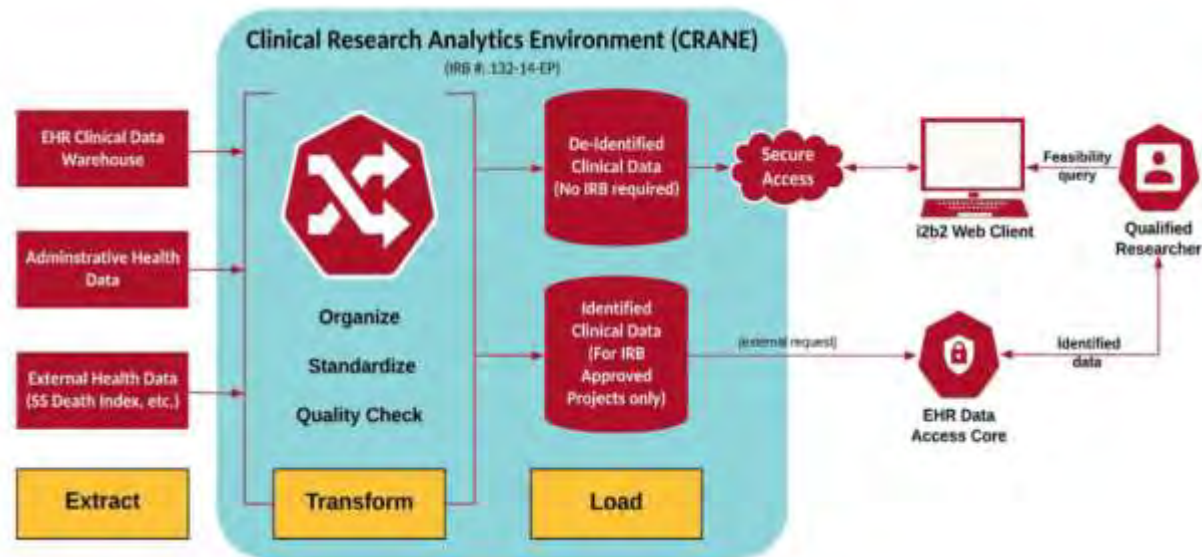 Clinical Research Analytics Environment (CRANE)
(IRB #: 132-14-EP)
EHR Clinical Data
Warehouse
Adminstrative Health
Data
External Health Data
(SS Death Index, etc.)
Extract
Organize
Standardize
Quality Check
Transform
De-Identified
Clinical Data
(No IRB required)
Identified
Clinical Data
(For IRB
Approved
Projects only)
Load
Secure
Access
(external request)
i2b2 Web Client
Feasibility
query
Qualified
Researcher
EHR Data
Access Core
Identified
data